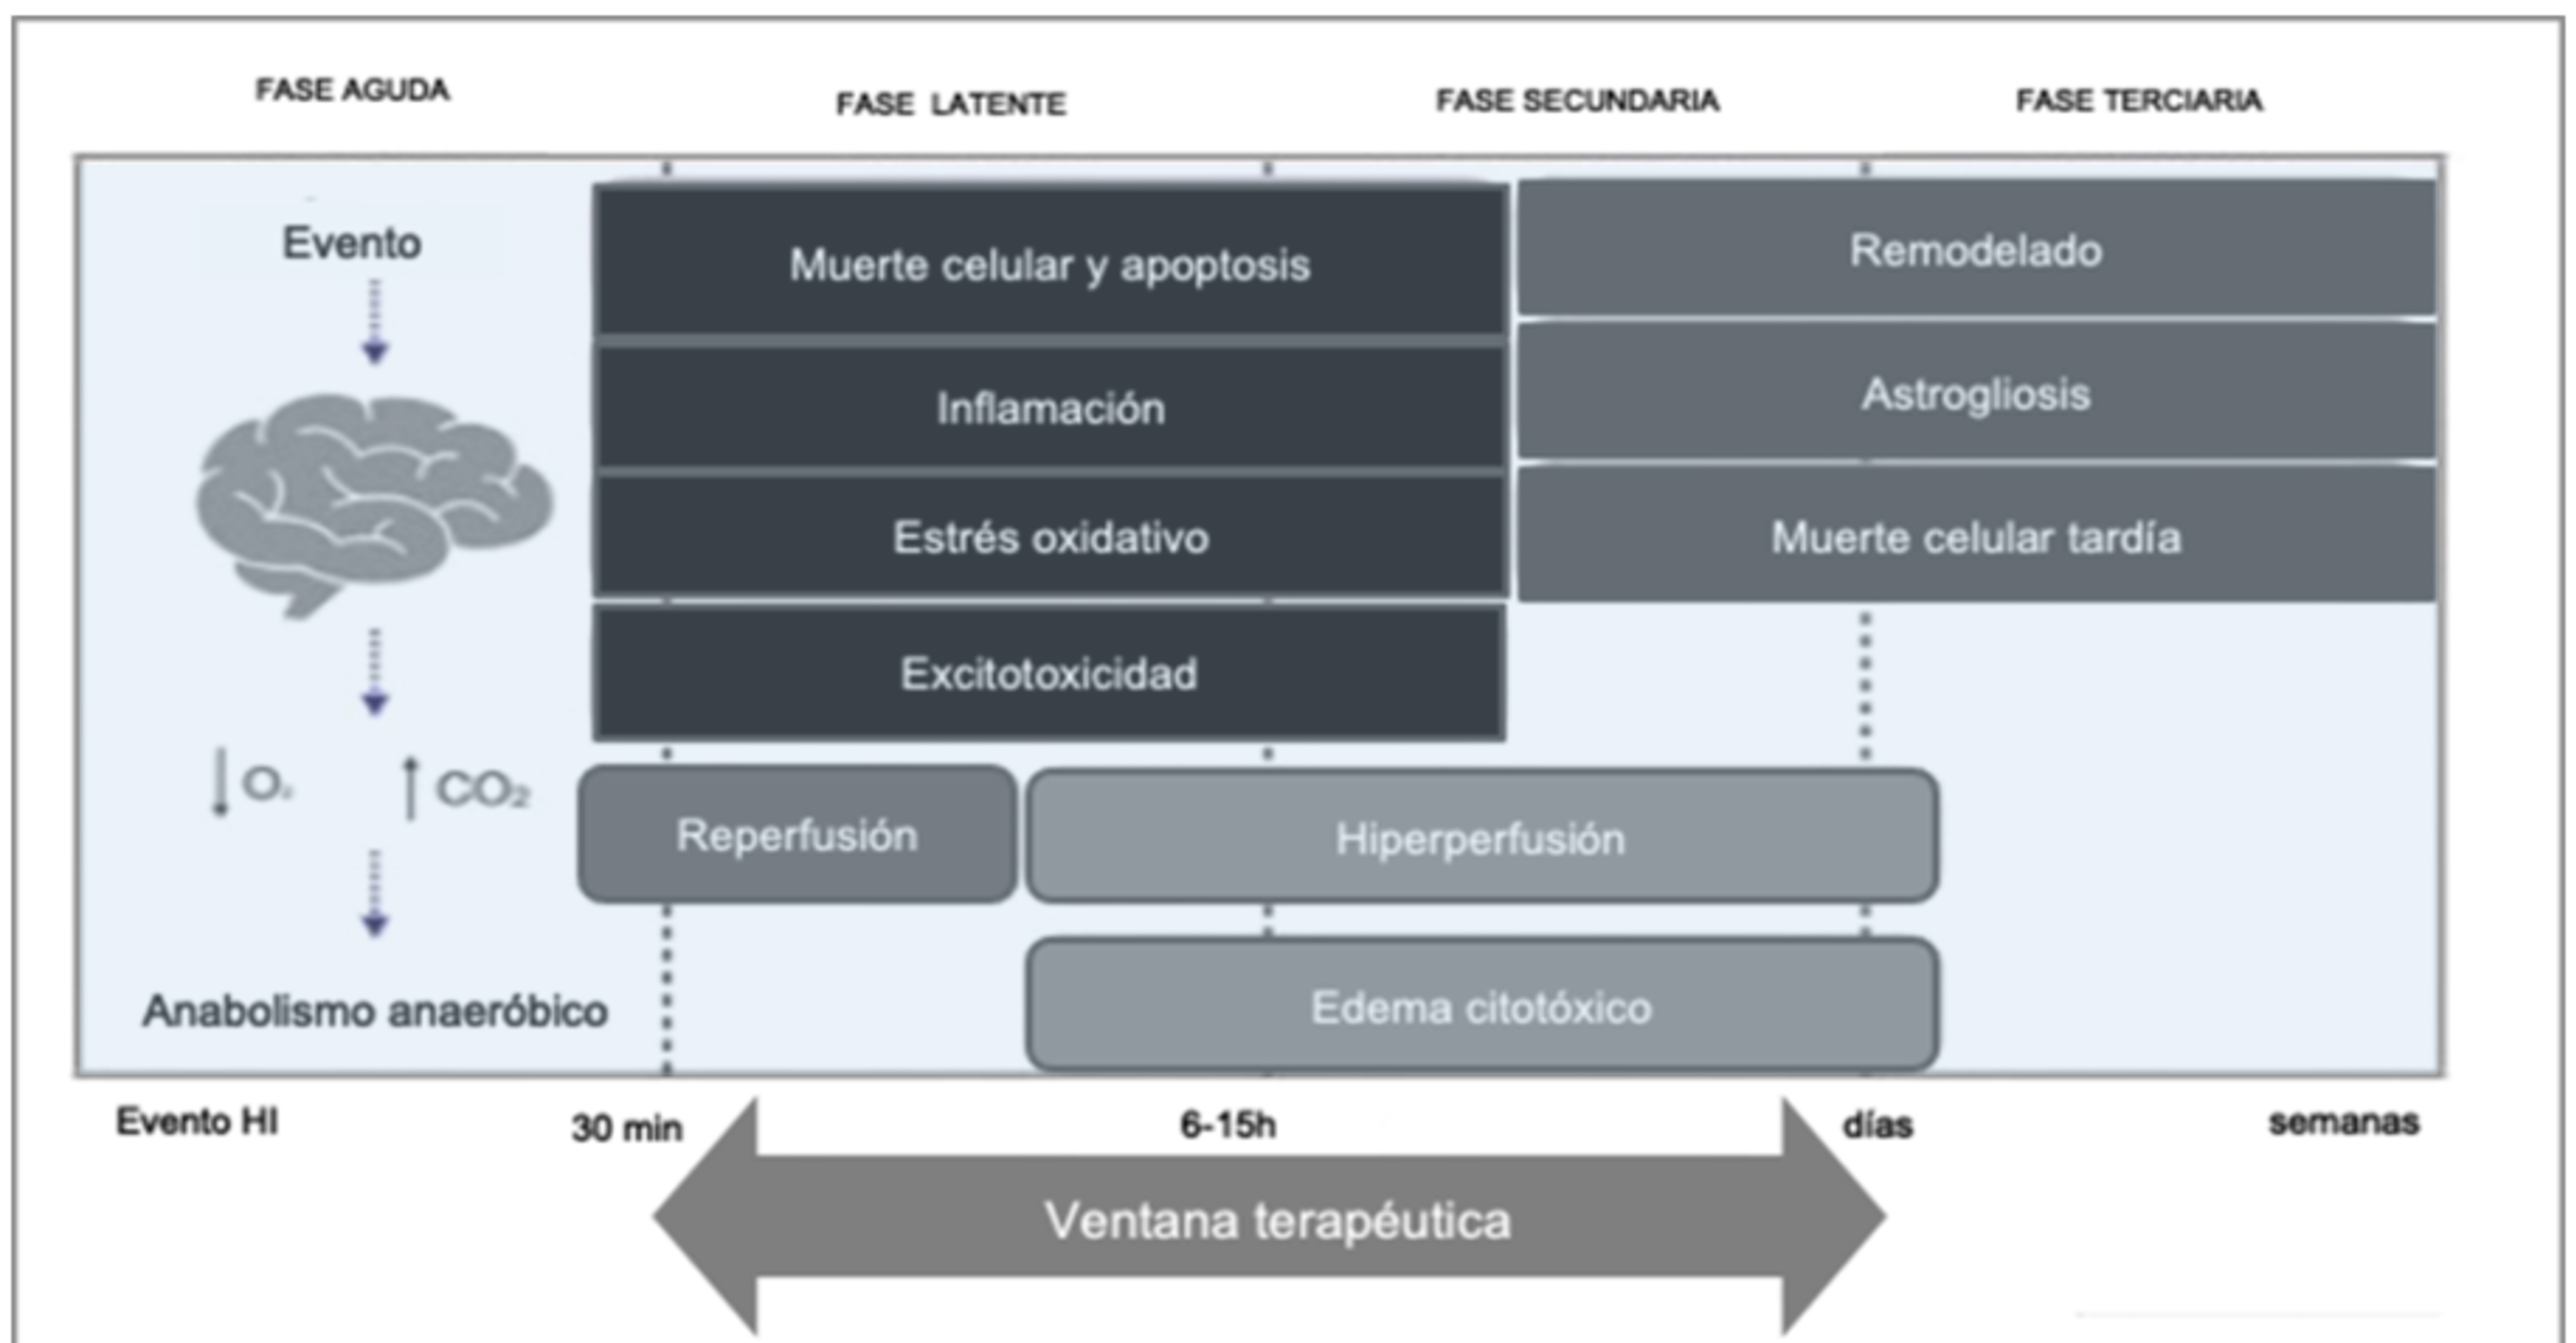 FASE AGUDA
FASE LATENTE
FASE SECUNDARIA
FASE TERCIARIA
Evento
Muerte celular y apoptosis
Remodelado
Inflamación
Astrogliosis
Estrés oxidativo
Muerte celular tardía
Excitotoxicidad
↓O₂ ↑CO₂
Reperfusión
Hiperperfusión
Anabolismo anaeróbico
Edema citotóxico
Evento HI
30 min
6-15h
días
semanas
Ventana terapéutica